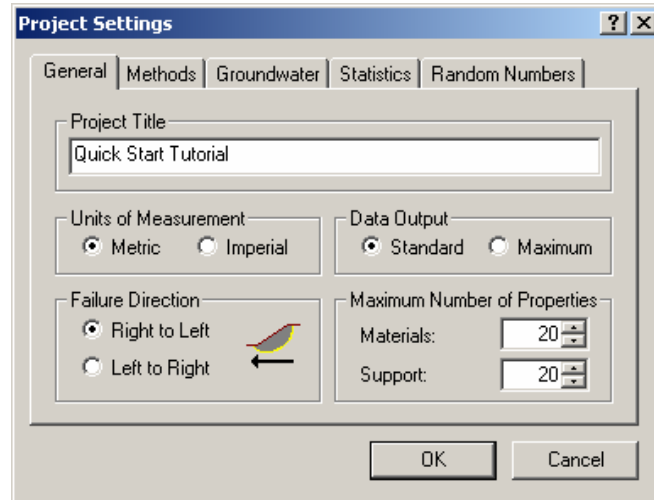 Project Settings
General Methods Groundwater Statistics Random Numbers
Project Title
Quick Start Tutorial
Units of Measurement
Metric Imperial
Data Output
Standard Maximum
Failure Direction
Right to Left
Left to Right
Maximum Number of Properties
Materials: 20
Support: 20
OK Cancel